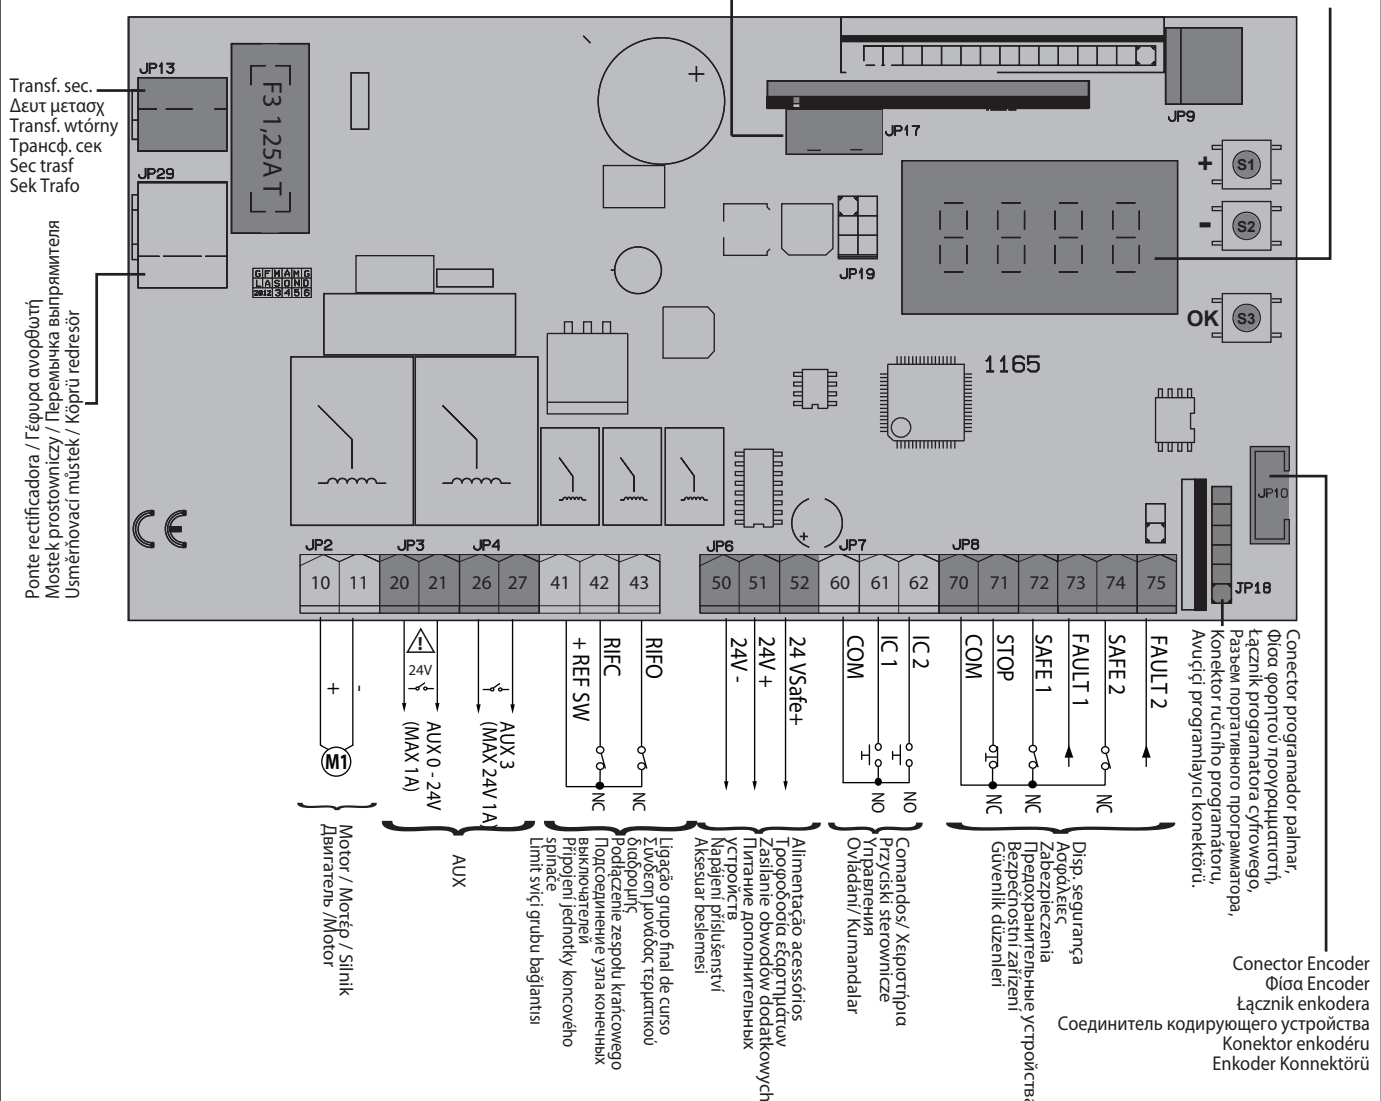 JP13
Transf. sec.
Δευτ μετασχ
Transf. wtórny
Трансф. сек
Sec trasf
Sek Trafo
JP29
F3 1,25A T
Ponte rectificadora / Γέφυρα ανορθωτή
Mostek prostowniczy / Перемычка выпрямителя
Usměrňovací můstek / Köprü redresör
G F M A M G
L A S O N D
2012 3 4 5 6
+
JP17
JP9
JP19
+ S1
- S2
OK S3
1165
JP10
JP18
CE
+
JP2 JP3 JP4 JP6 JP7 JP8
10 11 20 21 26 27 41 42 43 50 51 52 60 61 62 70 71 72 73 74 75
+
-
M1
24V
AUX 0 - 24V
(MAX 1A)
AUX 3
(MAX 24V 1A)
+ REF SW
RIFC
RIFO
NC
NC
24V -
24V +
24 VSafe+
COM
IC 1
IC 2
NO
NO
COM
STOP
SAFE 1
FAULT 1
SAFE 2
FAULT 2
NC
NC
NC
Motor / Μοτέρ / Silnik
Двигатель /Motor
AUX
Ligação grupo final de curso
Σύνδεση μονάδας τερματικού
διαδρομής
Podłączenie zespołu krańcowego
Подсоединение узла конечных
выключателей
Připojení jednotky koncového
spínače
Limit sviçi grubu bağlantısı
Alimentação acessórios
Τροφοδοσία εξαρτημάτων
Zasilanie obwodów dodatkowych
Питание дополнительных
устройств
Napájení příslušenství
Aksesuar beslemesi
Comandos/ Χειριστήρια
Przyciski sterownicze
Управления
Ovládání/ Kumandalar
Disp. segurança
Ασφάλειες
Zabezpieczenia
Предохранительные устройства
Bezpečnostní zařízení
Güvenlik düzenleri
Conector programador palmar,
Φίσα φορητού προγραμματιστή,
Łącznik programatora cyfrowego,
Разъем портативного программатора,
Konektor ručního programátoru,
Avuçiçi programlayıcı konektörü.
Conector Encoder
Φίσα Encoder
Łącznik enkodera
Соединитель кодирующего устройства
Konektor enkodéru
Enkoder Konnektörü